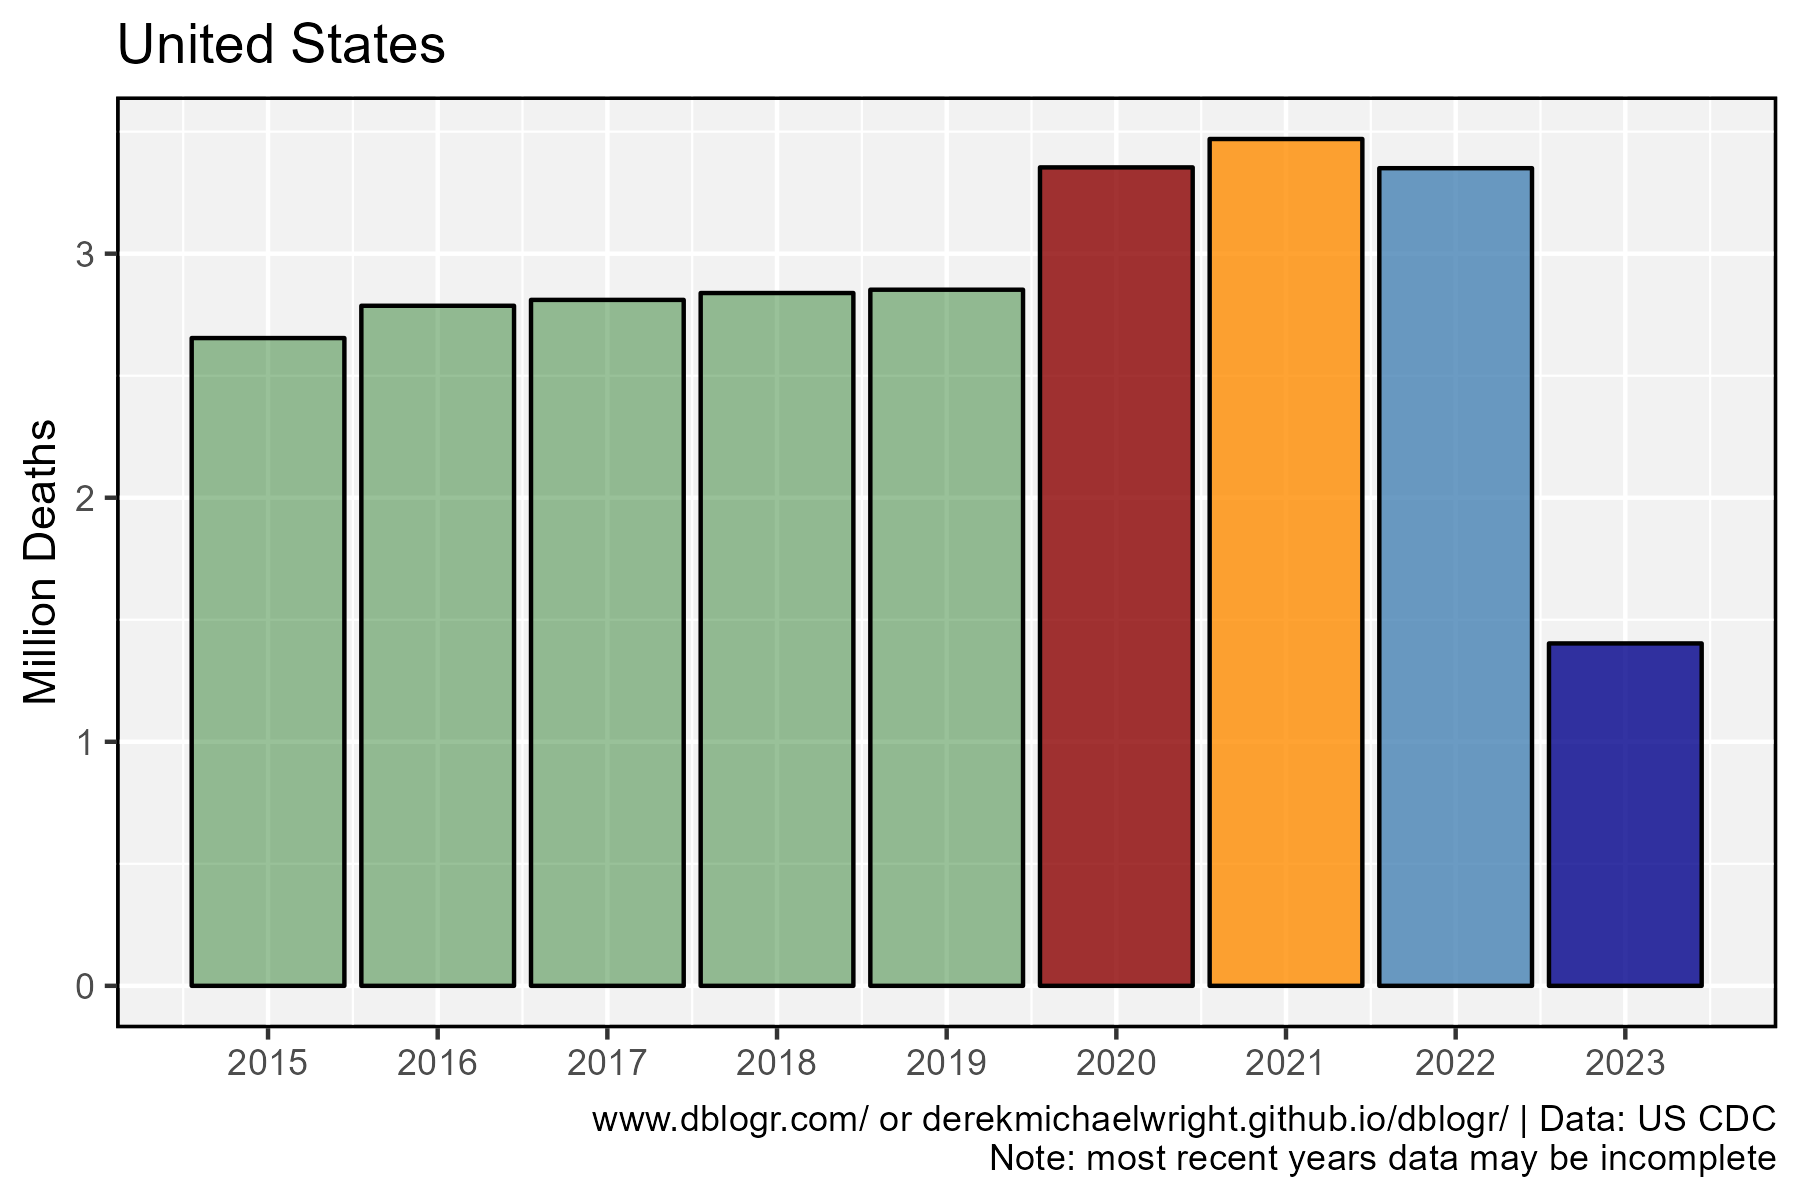 United States
Million Deaths
3
2
1
0
2015 2016 2017 2018 2019 2020 2021 2022 2023
www.dblogr.com/ or derekmichaelwright.github.io/dblogr/ | Data: US CDC
Note: most recent years data may be incomplete